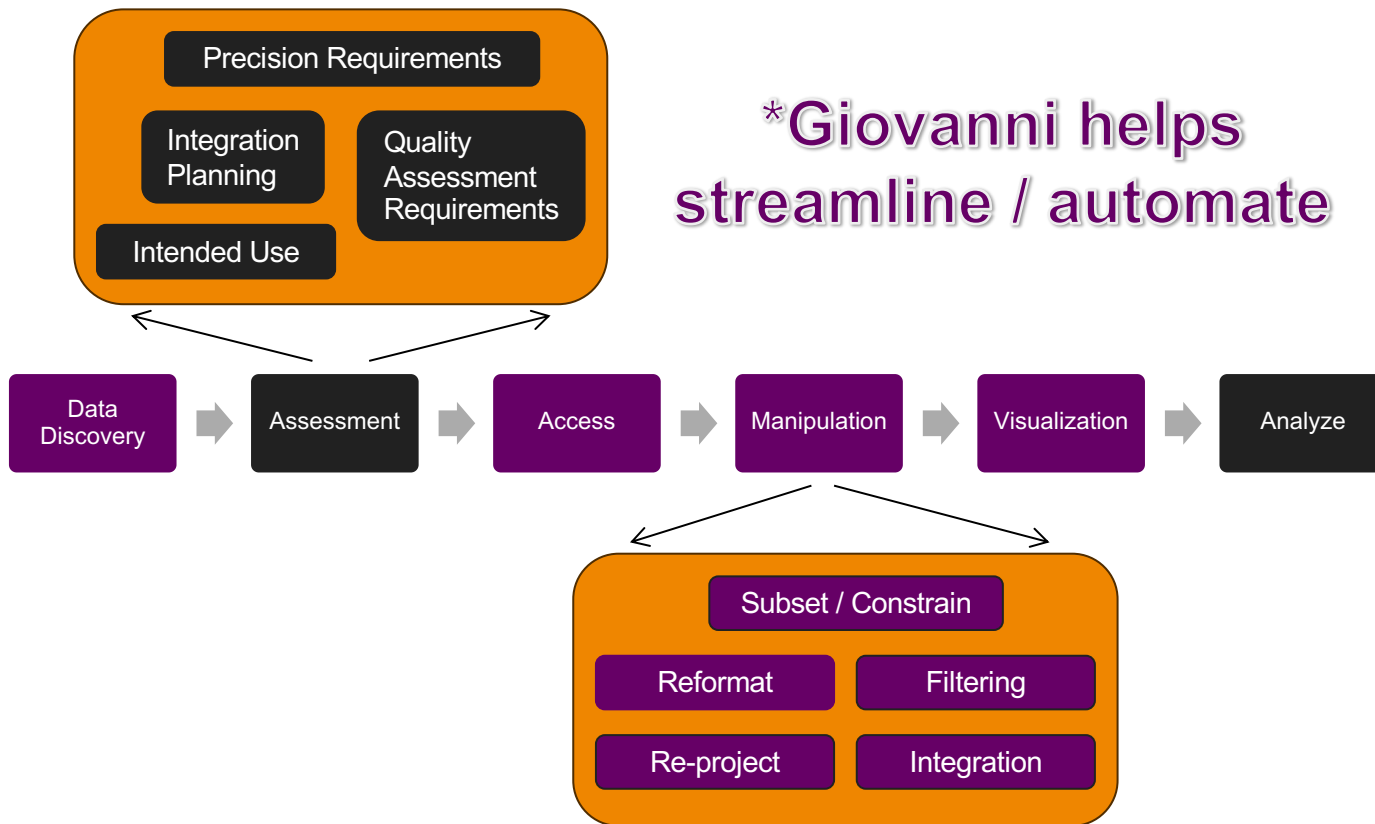 Precision Requirements
Integration
Planning
Quality
Assessment
Requirements
Intended Use
*Giovanni helps
streamline / automate
Data
Discovery
Assessment
Access
Manipulation
Visualization
Analyze
Subset / Constrain
Reformat
Filtering
Re-project
Integration